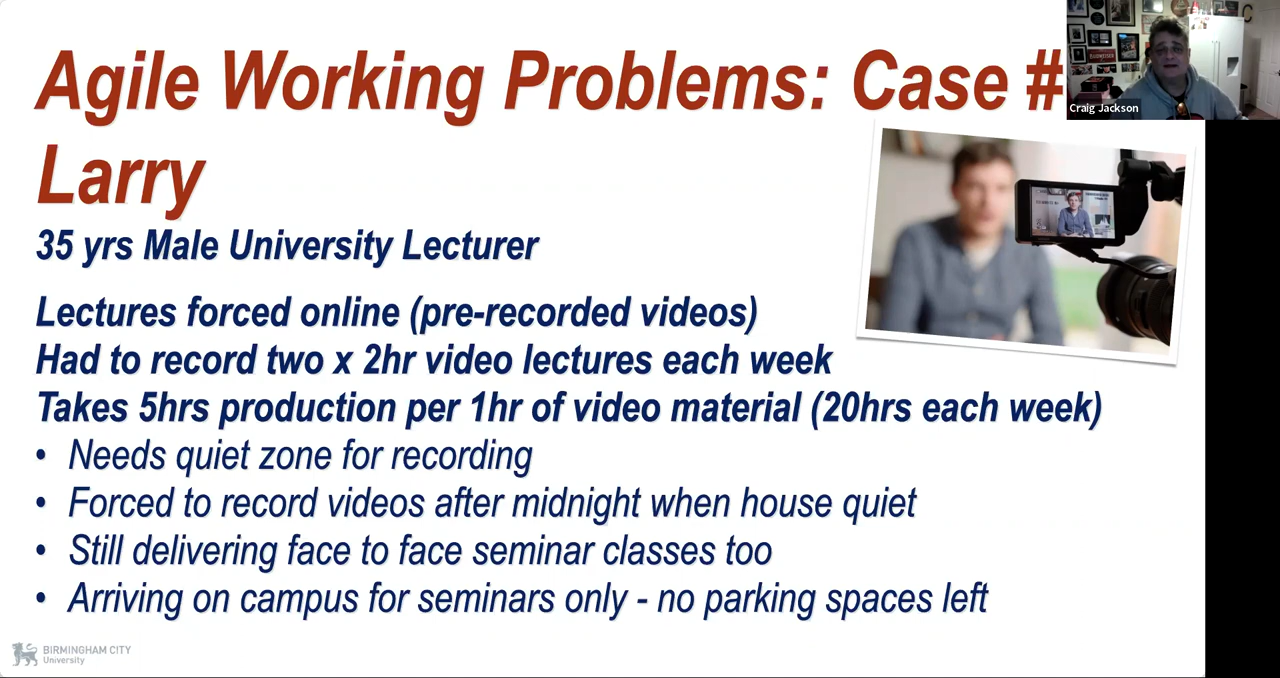 Agile Working Problems: Case #
Larry
35 yrs Male University Lecturer
Lectures forced online (pre-recorded videos)
Had to record two x 2hr video lectures each week
Takes 5hrs production per 1hr of video material (20hrs each week)
• Needs quiet zone for recording
• Forced to record videos after midnight when house quiet
• Still delivering face to face seminar classes too
• Arriving on campus for seminars only - no parking spaces left
BIRMINGHAM CITY
University
Craig Jackson